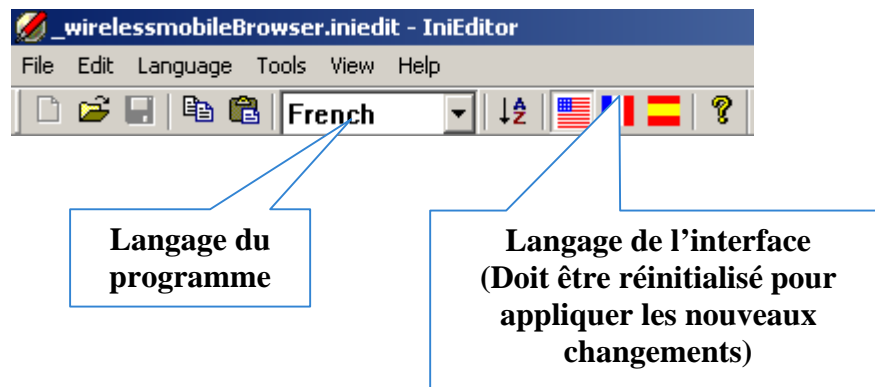 _wirelessmobileBrowser.iniedit - IniEditor
File Edit Language Tools View Help
French
Langage du
programme
Langage de l’interface
(Doit être réinitialisé pour
appliquer les nouveaux
changements)